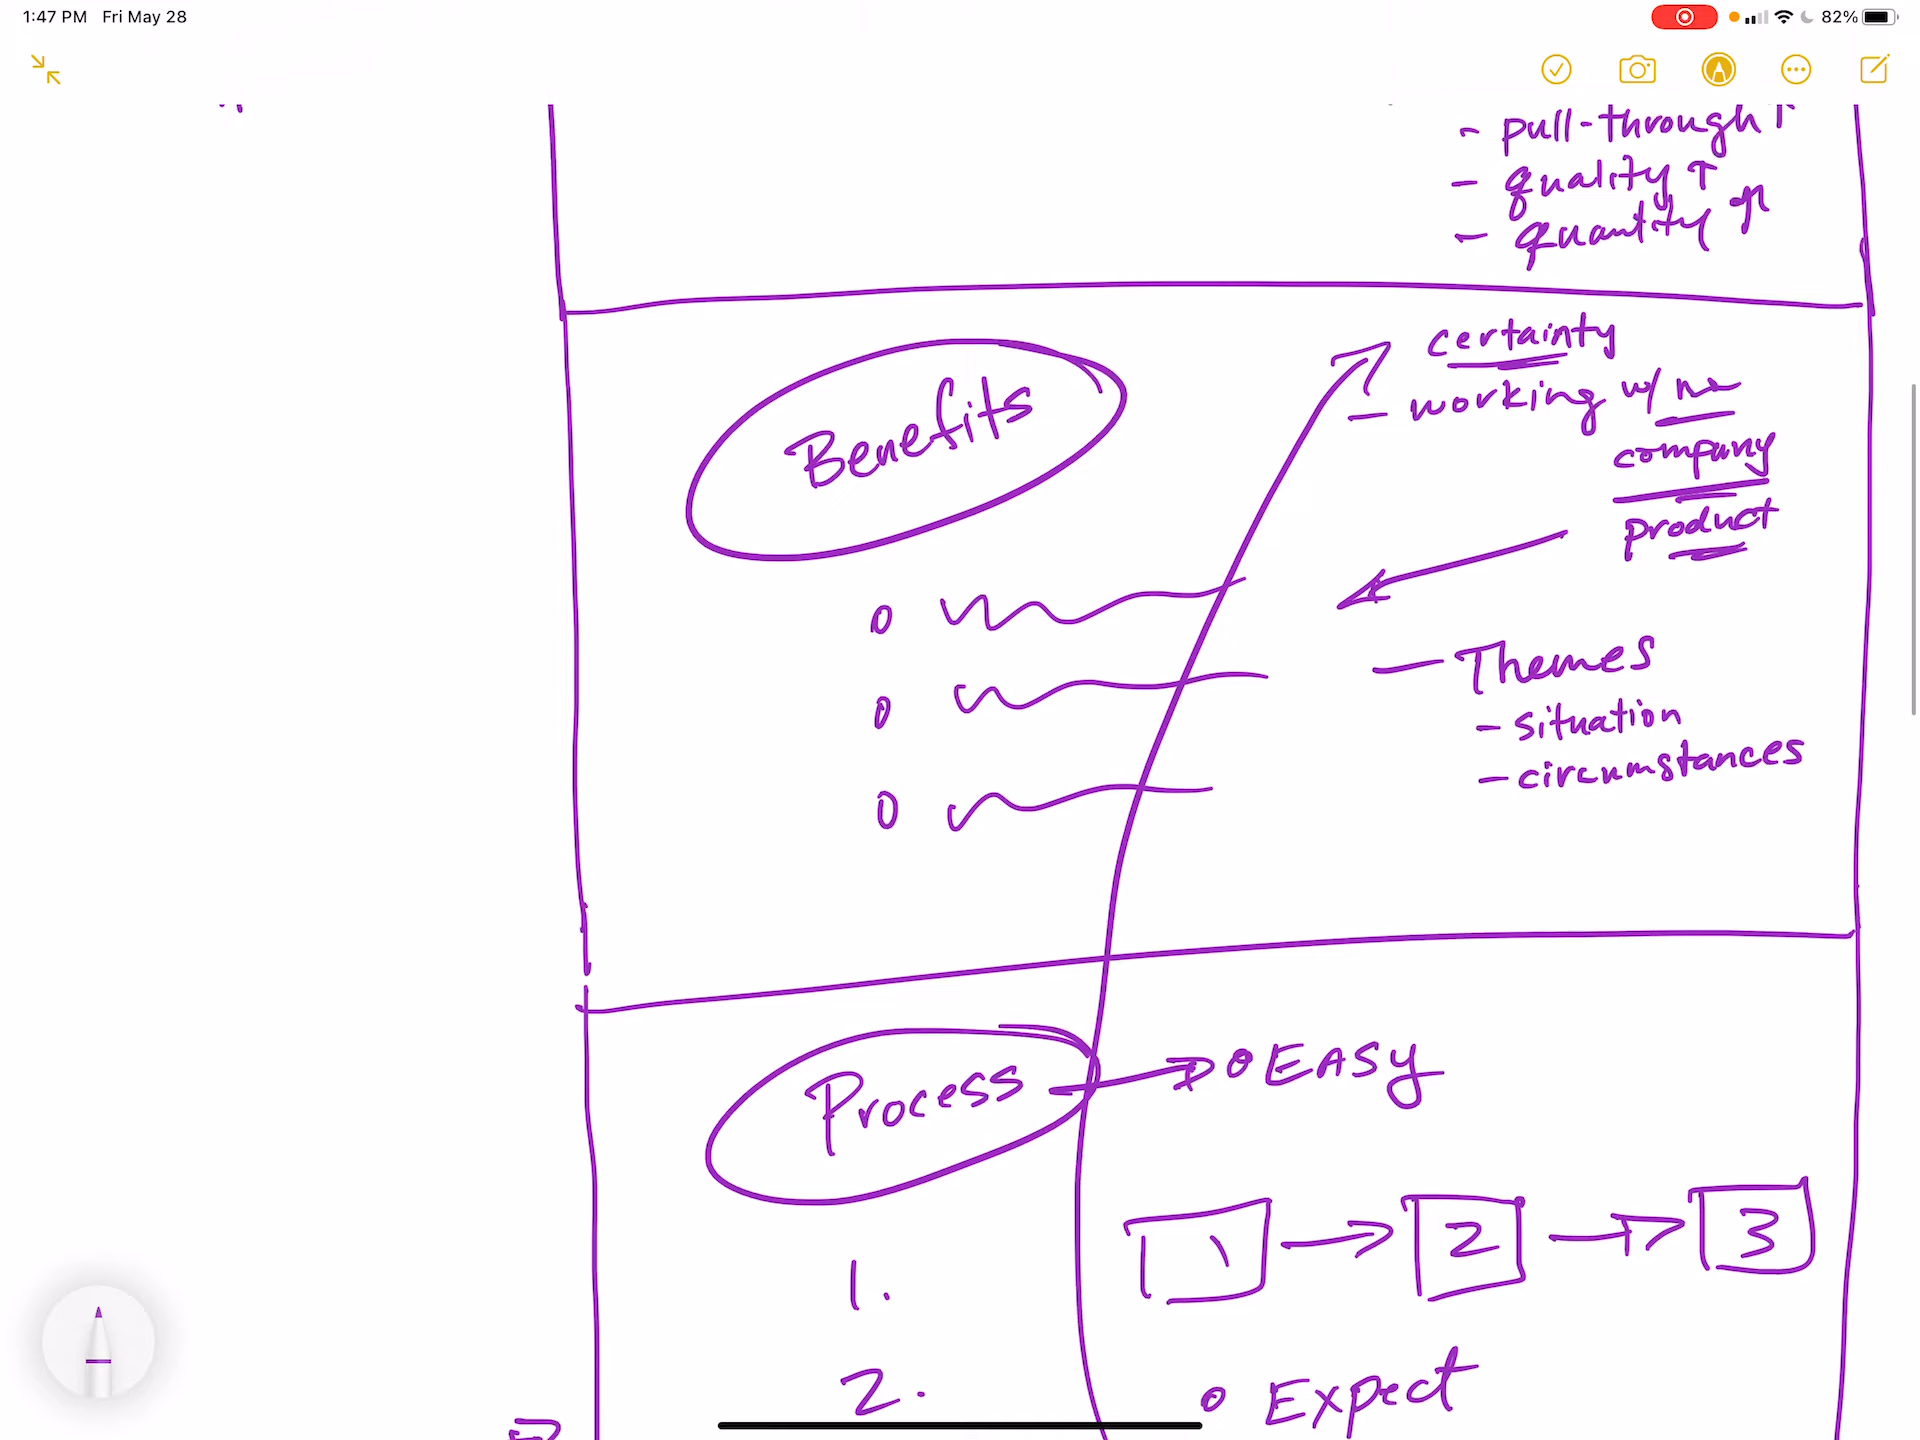 1:47 PM Fri May 28
82%
- pull-through ↑
- quality ↑
- quantity ↑
Benefits
certainty
- working w/ me
company
product
- Themes
- situation
- circumstances
Process
EASY
1 → 2 → 3
1.
2.
Expect